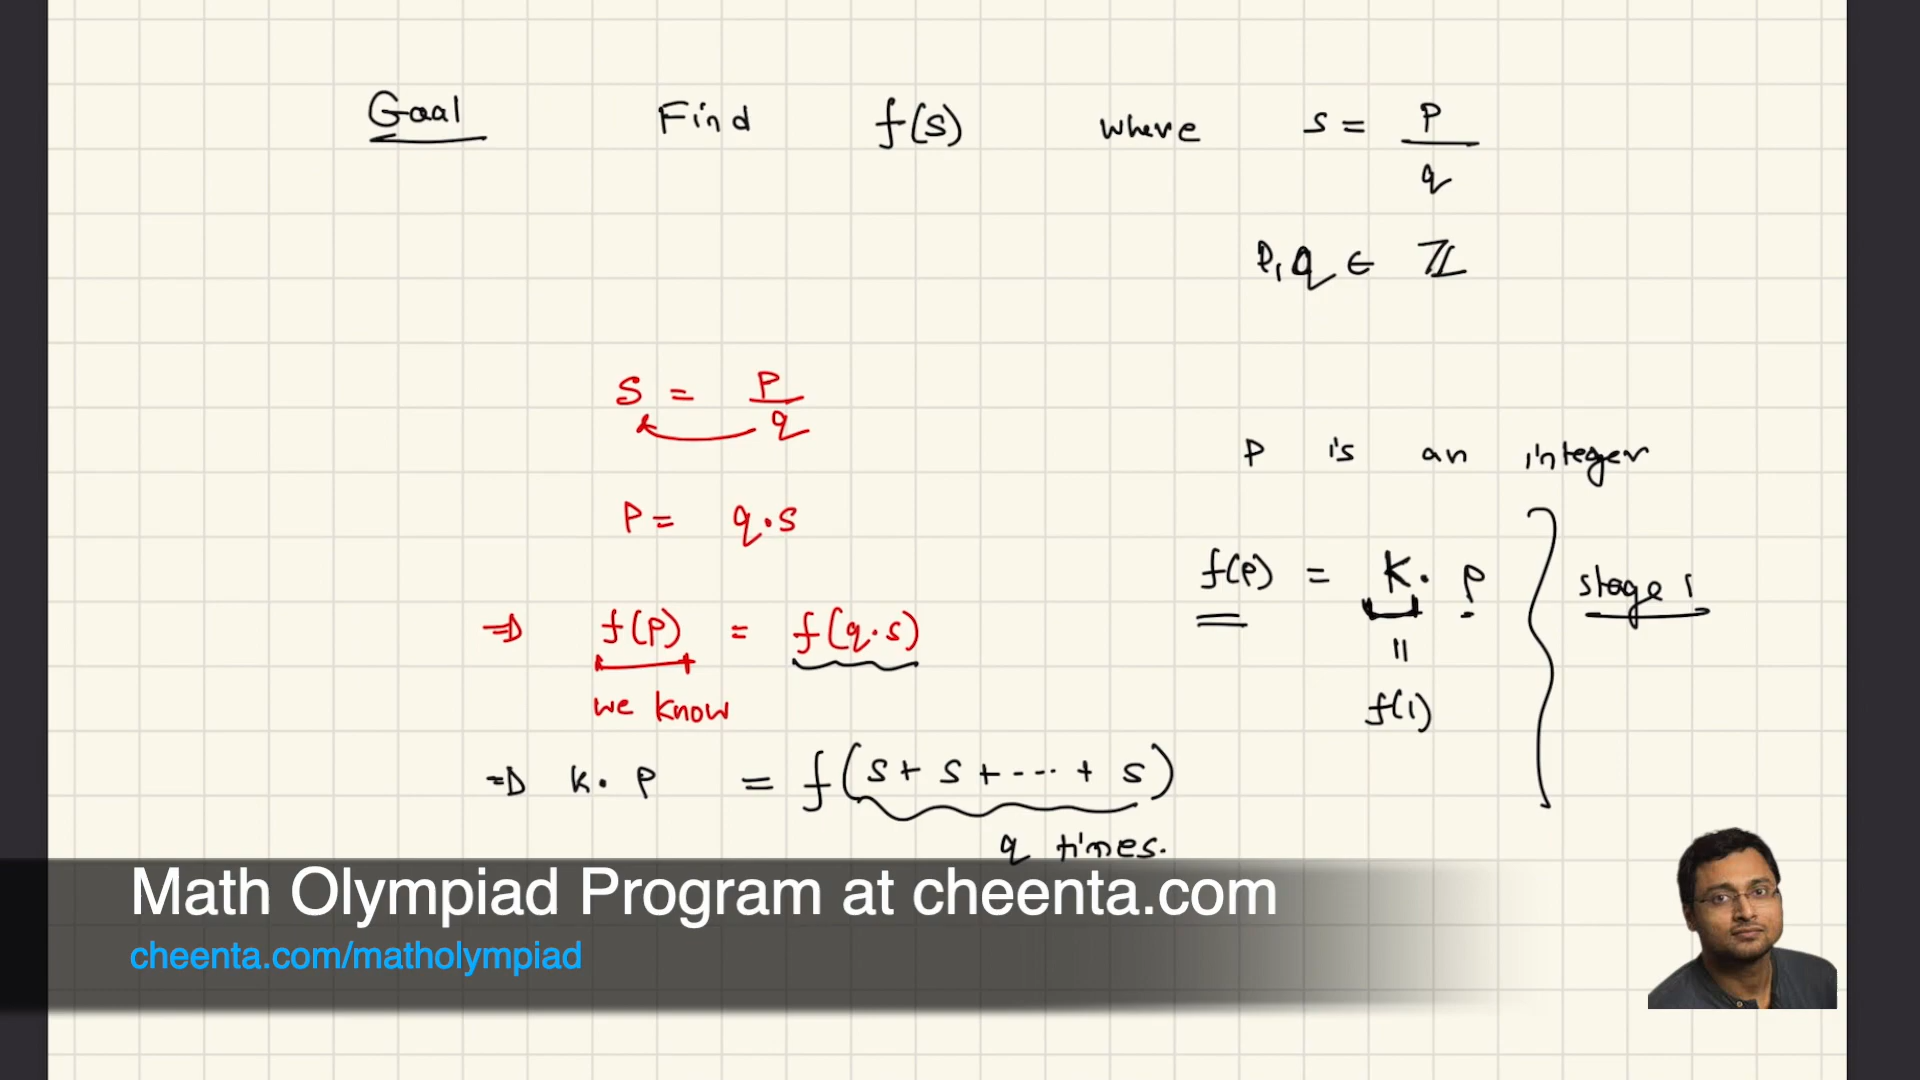 Goal Find f(s) where s = p/q
p, q ∈ ℤ
s = p/q
p is an integer
p = q·s
f(p) = k. p } stage 1
|| 
f(1)
⇒ f(p) = f(q·s)
we know
⇒ k. p = f(s + s + --- + s)
q times.
Math Olympiad Program at cheenta.com
cheenta.com/matholympiad